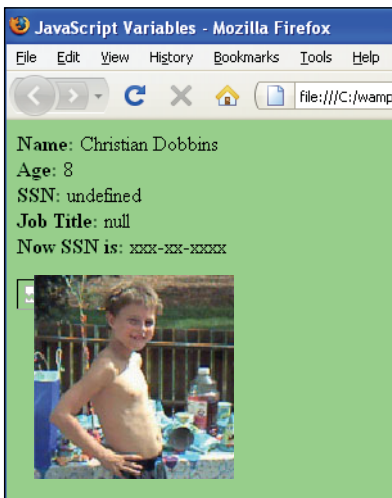 JavaScript Variables - Mozilla Firefox
File Edit View History Bookmarks Tools Help
file:///C:/wamp
Name: Christian Dobbins
Age: 8
SSN: undefined
Job Title: null
Now SSN is: xxx-xx-xxxx